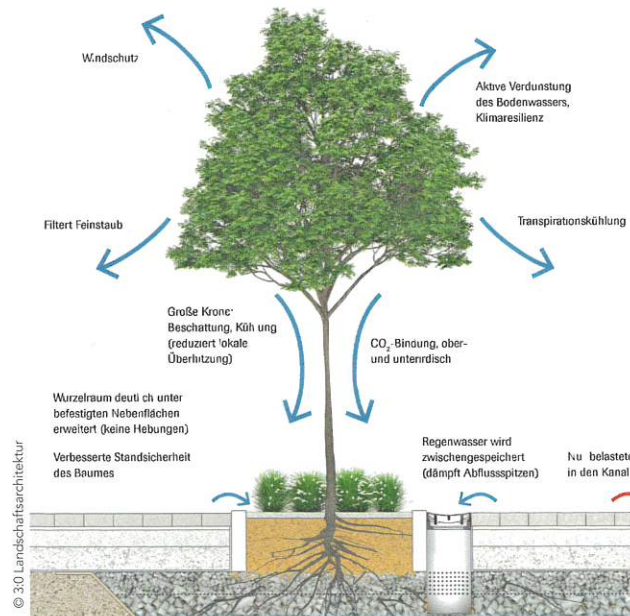 Windschutz
Aktive Verdunstung
des Bodenwassers,
Klimaresilienz
Filtert Feinstaub
Transpirationskühlung
Große Krone:
Beschattung, Kühlung
(reduziert lokale
Überhitzung)
CO₂-Bindung, ober-
und unterirdisch
Wurzelraum deutlich unter
befestigten Nebenflächen
erweitert (keine Hebungen)
Verbesserte Standsicherheit
des Baumes
Regenwasser wird
zwischengespeichert
(dämpft Abflussspitzen)
Nu belastete
in den Kanal
© 3:0 Landschaftsarchitektur